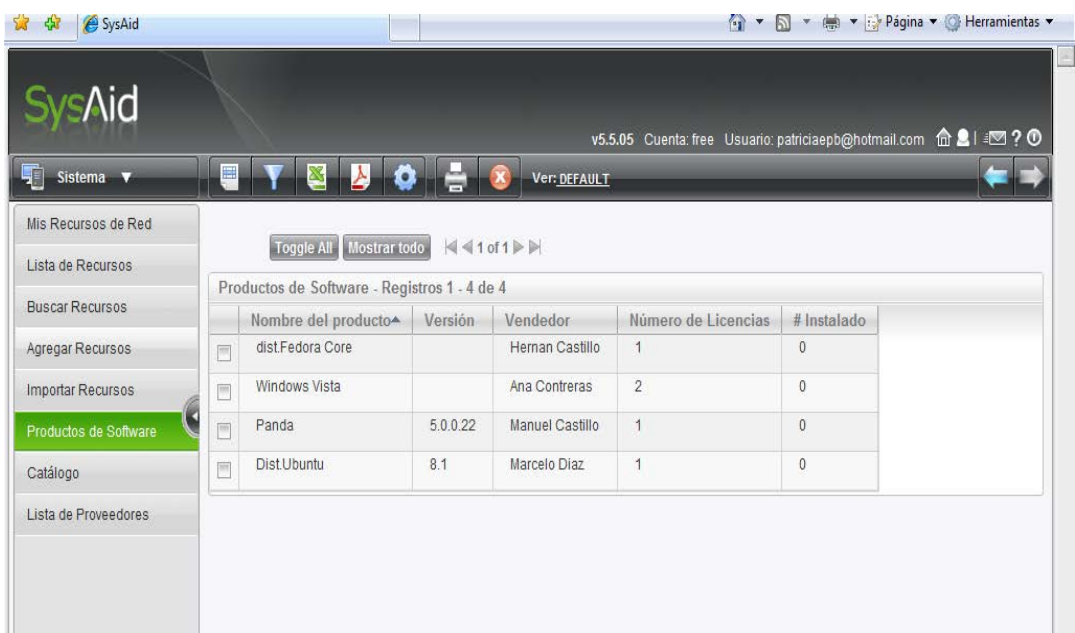 SysAid
Página
Herramientas
SysAid
v5.5.05 Cuenta: free Usuario: patriciaepb@hotmail.com
Sistema
Ver: DEFAULT
Mis Recursos de Red
Lista de Recursos
Buscar Recursos
Agregar Recursos
Importar Recursos
Productos de Software
Catálogo
Lista de Proveedores
Toggle All Mostrar todo 1 of 1
Productos de Software - Registros 1 - 4 de 4
Nombre del producto Versión Vendedor Número de Licencias # Instalado
dist.Fedora Core Hernan Castillo 1 0
Windows Vista Ana Contreras 2 0
Panda 5.0.0.22 Manuel Castillo 1 0
Dist.Ubuntu 8.1 Marcelo Diaz 1 0